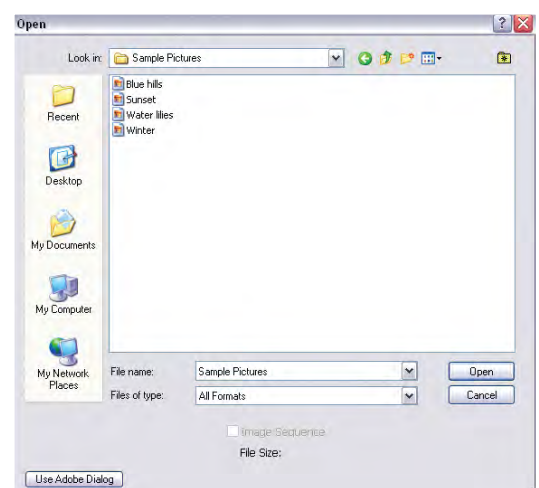 Open
Look in: Sample Pictures
Blue hills
Sunset
Water lilies
Winter
Recent
Desktop
My Documents
My Computer
My Network
Places
File name: Sample Pictures Open
Files of type: All Formats Cancel
Image Sequence
File Size:
Use Adobe Dialog